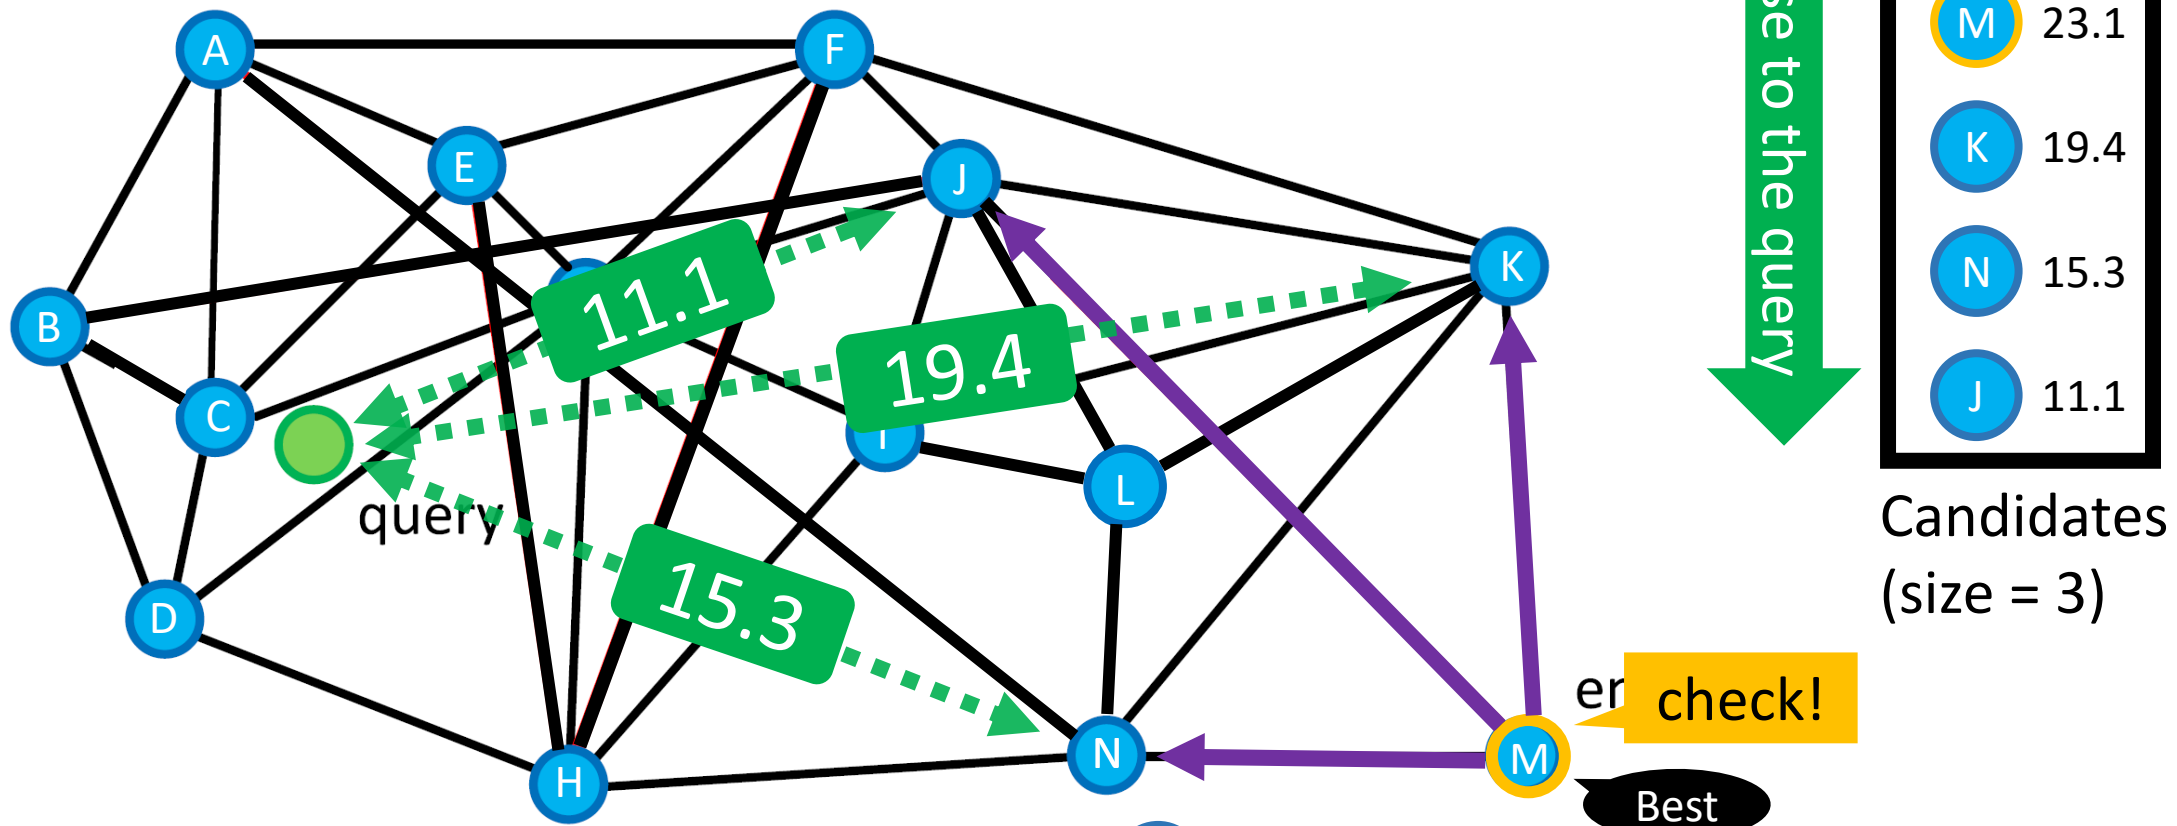 A
F
M 23.1
E
J
K 19.4
to the query
K
N 15.3
11.1
B
19.4
J 11.1
C
L
query
Candidates
(size = 3)
15.3
D
check!
N
M
H
Best